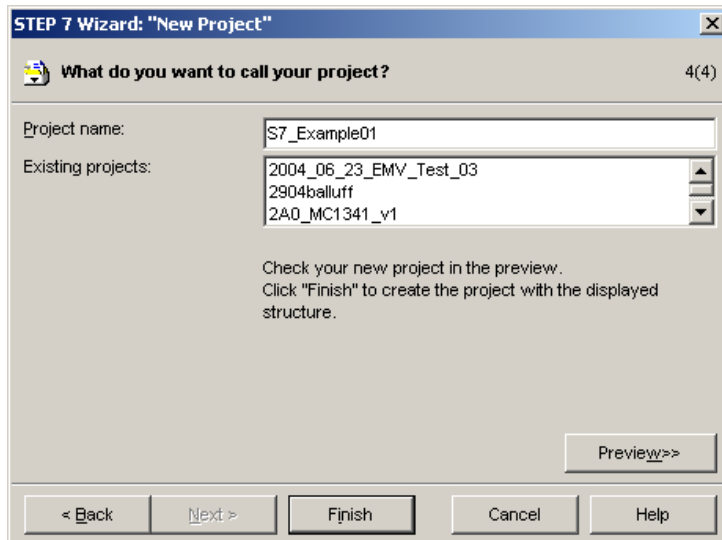 STEP 7 Wizard: "New Project"
What do you want to call your project?
4(4)
Project name:
S7_Example01
Existing projects:
2004_06_23_EMV_Test_03
2904balluff
2A0_MC1341_v1
Check your new project in the preview.
Click "Finish" to create the project with the displayed
structure.
Preview>>
< Back
Next >
Finish
Cancel
Help